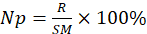 Np = R/SM × 100%